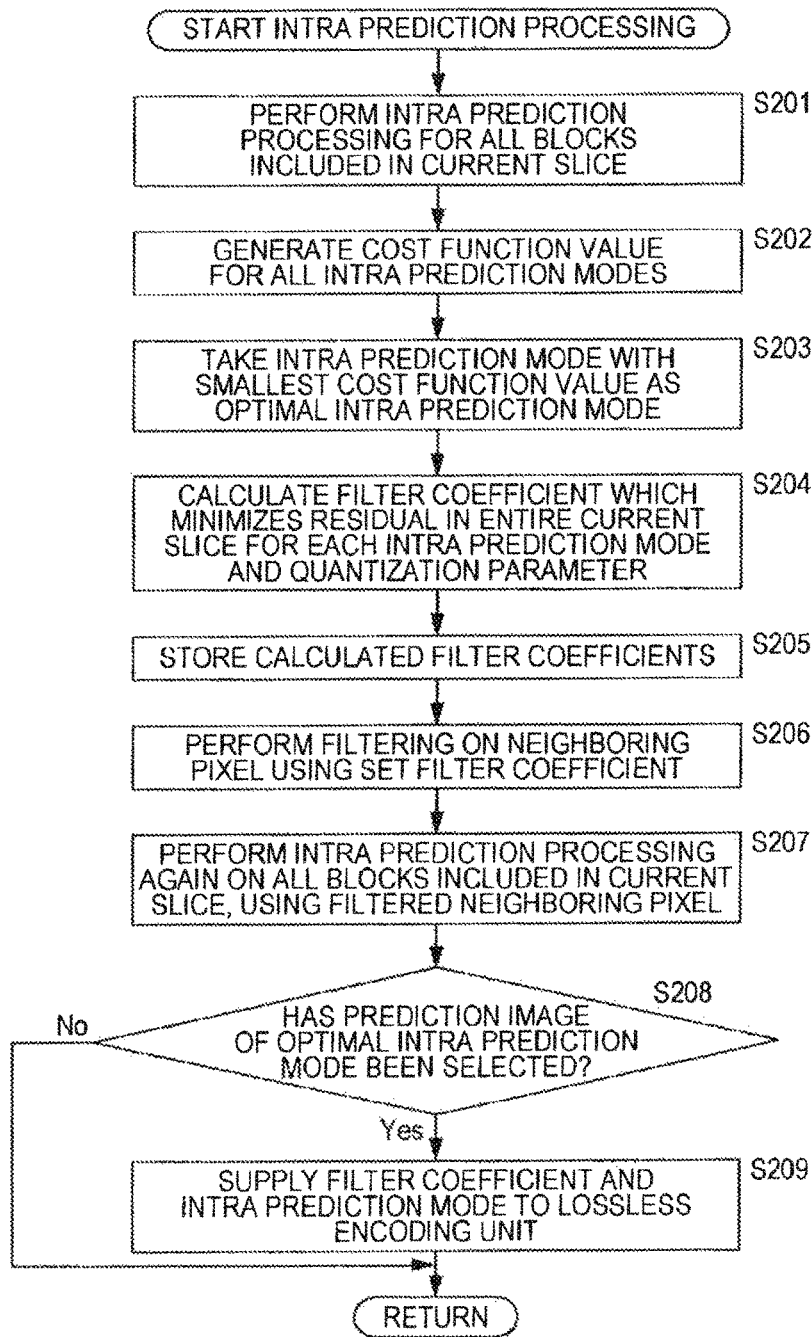 START INTRA PREDICTION PROCESSING
S201
PERFORM INTRA PREDICTION
PROCESSING FOR ALL BLOCKS
INCLUDED IN CURRENT SLICE
S202
GENERATE COST FUNCTION VALUE
FOR ALL INTRA PREDICTION MODES
S203
TAKE INTRA PREDICTION MODE WITH
SMALLEST COST FUNCTION VALUE AS
OPTIMAL INTRA PREDICTION MODE
S204
CALCULATE FILTER COEFFICIENT WHICH
MINIMIZES RESIDUAL IN ENTIRE CURRENT
SLICE FOR EACH INTRA PREDICTION MODE
AND QUANTIZATION PARAMETER
S205
STORE CALCULATED FILTER COEFFICIENTS
S206
PERFORM FILTERING ON NEIGHBORING
PIXEL USING SET FILTER COEFFICIENT
S207
PERFORM INTRA PREDICTION PROCESSING
AGAIN ON ALL BLOCKS INCLUDED IN CURRENT
SLICE, USING FILTERED NEIGHBORING PIXEL
S208
No
HAS PREDICTION IMAGE
OF OPTIMAL INTRA PREDICTION
MODE BEEN SELECTED?
Yes
S209
SUPPLY FILTER COEFFICIENT AND
INTRA PREDICTION MODE TO LOSSLESS
ENCODING UNIT
RETURN